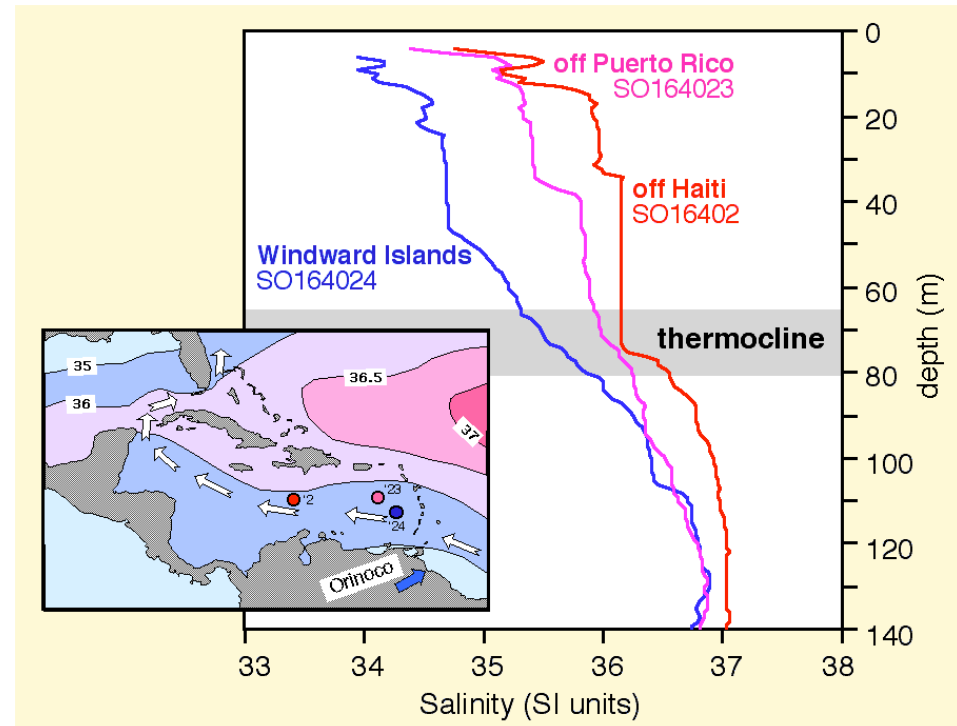 off Puerto Rico
SO164023
off Haiti
SO16402
Windward Islands
SO164024
thermocline
0
20
40
60
80
100
120
140
depth (m)
33
34
35
36
37
38
Salinity (SI units)
35
36
36.5
37
'2
'23
'24
Orinoco